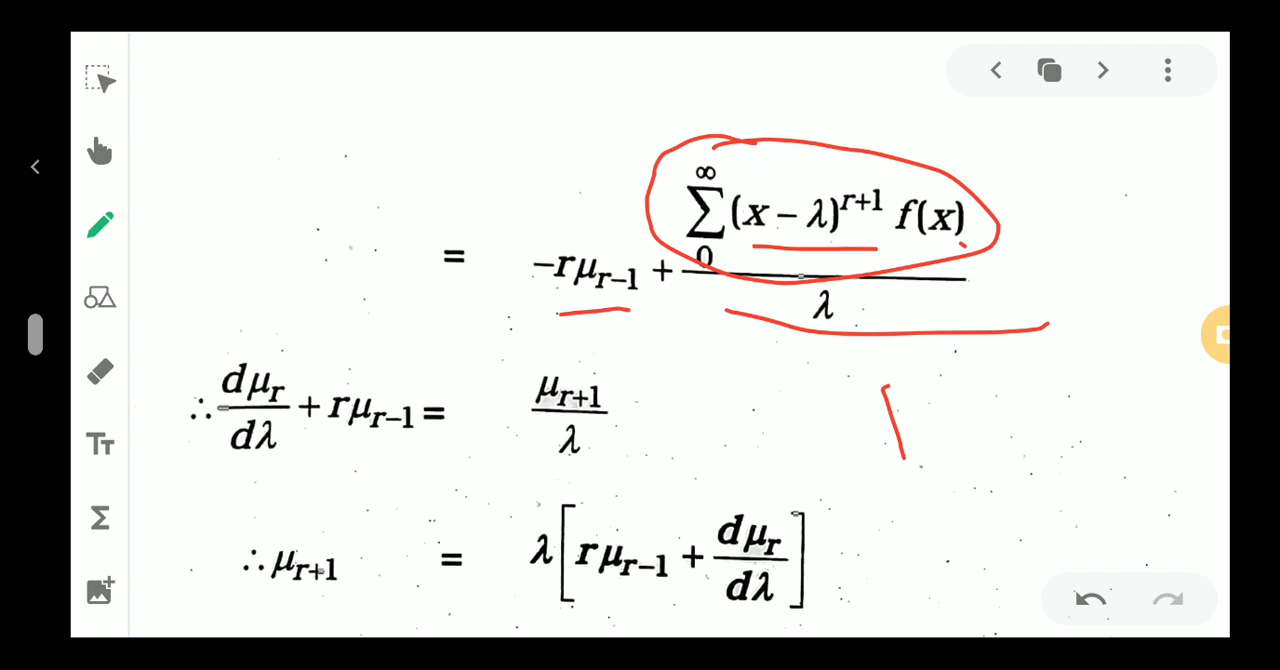 = −rμ_{r−1} + \frac{\sum_{0}^{∞} (x − λ)^{r+1} f(x)}{λ}
∴ \frac{dμ_r}{dλ} + rμ_{r−1} = \frac{μ_{r+1}}{λ}
∴ μ_{r+1} = λ[rμ_{r−1} + \frac{dμ_r}{dλ}]